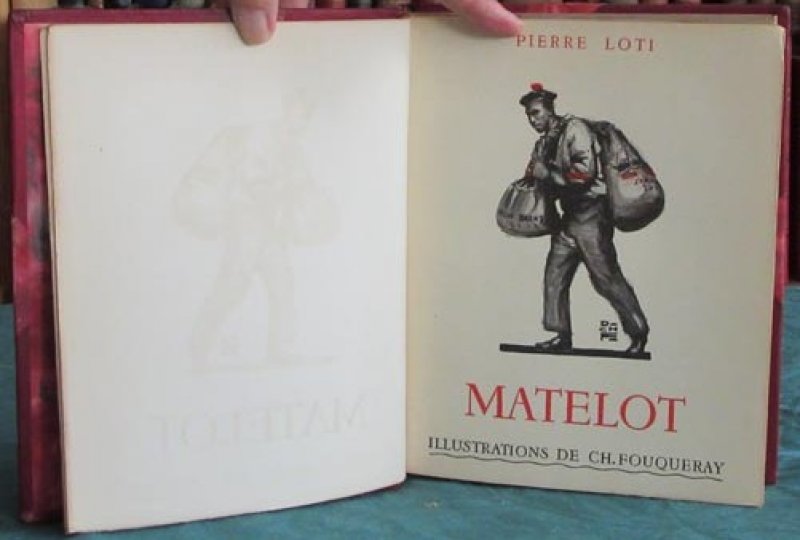 PIERRE LOTI
MATELOT
ILLUSTRATIONS DE CH. FOUQUERAY